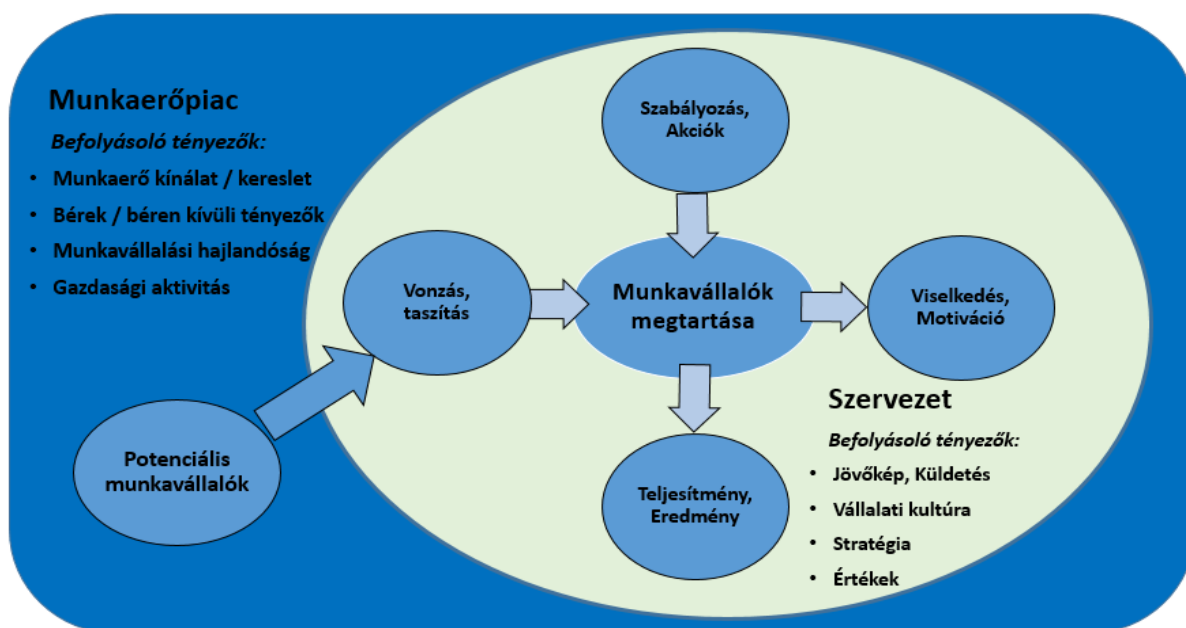 Munkaerőpiac
Befolyásoló tényezők:
• Munkaerő kínálat / kereslet
• Bérek / béren kívüli tényezők
• Munkavállalási hajlandóság
• Gazdasági aktivitás
Szabályozás,
Akciók
Vonzás,
taszítás
Munkavállalók
megtartása
Viselkedés,
Motiváció
Potenciális
munkavállalók
Teljesítmény,
Eredmény
Szervezet
Befolyásoló tényezők:
• Jövőkép, Küldetés
• Vállalati kultúra
• Stratégia
• Értékek